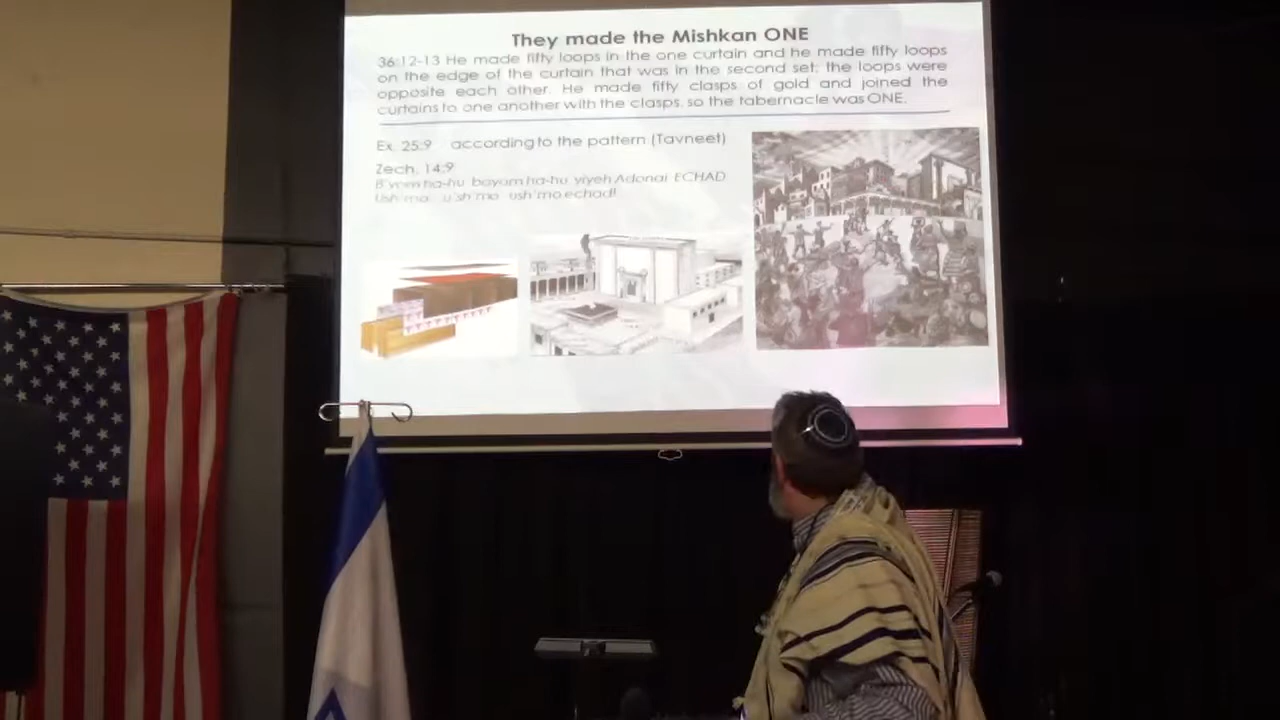 They made the Mishkan ONE
36:12-13 He made fifty loops in the one curtain and he made fifty loops
on the edge of the curtain that was in the second set; the loops were
opposite each other. He made fifty clasps of gold and joined the
curtains to one another with the clasps, so the tabernacle was ONE.
Ex. 25:9 according to the pattern (Tavneet)
Zech. 14:9
B'yom ha-hu bayom ha-hu yiyeh Adonai ECHAD
Ush'mo u'sh'mo ush'mo echad!